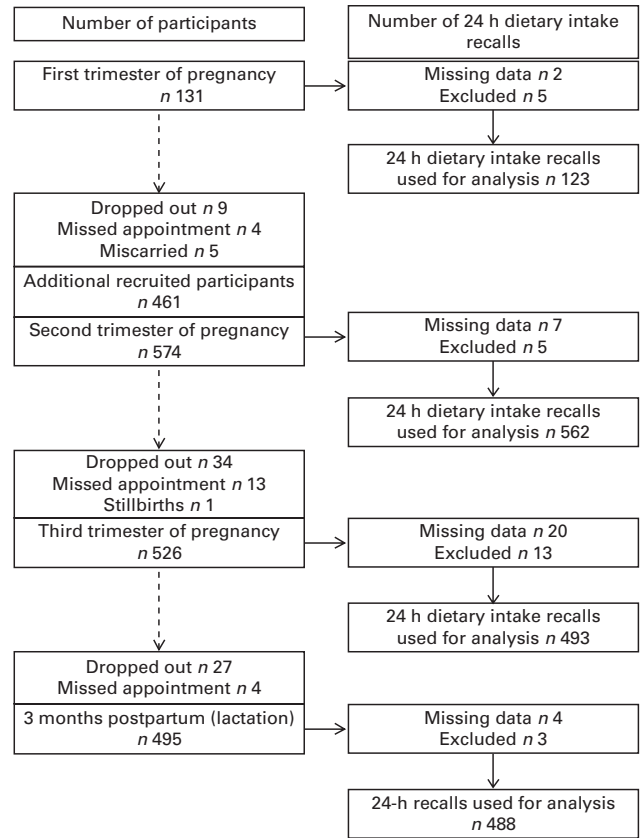 Number of participants
Number of 24 h dietary intake
recalls
First trimester of pregnancy
n 131
Missing data n 2
Excluded n 5
24 h dietary intake recalls
used for analysis n 123
Dropped out n 9
Missed appointment n 4
Miscarried n 5
Additional recruited participants
n 461
Second trimester of pregnancy
n 574
Missing data n 7
Excluded n 5
24 h dietary intake recalls
used for analysis n 562
Dropped out n 34
Missed appointment n 13
Stillbirths n 1
Third trimester of pregnancy
n 526
Missing data n 20
Excluded n 13
24 h dietary intake recalls
used for analysis n 493
Dropped out n 27
Missed appointment n 4
3 months postpartum (lactation)
n 495
Missing data n 4
Excluded n 3
24-h recalls used for analysis
n 488